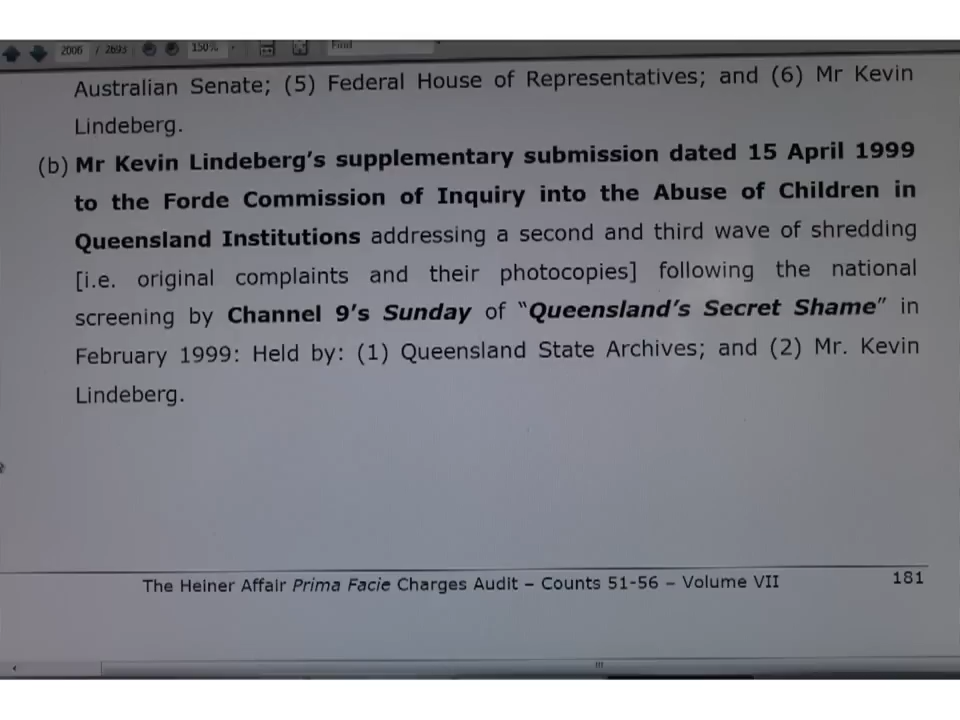 2006 / 2693 150% Find
Australian Senate; (5) Federal House of Representatives; and (6) Mr Kevin
Lindeberg.
(b) Mr Kevin Lindeberg's supplementary submission dated 15 April 1999
to the Forde Commission of Inquiry into the Abuse of Children in
Queensland Institutions addressing a second and third wave of shredding
[i.e. original complaints and their photocopies] following the national
screening by Channel 9's Sunday of “Queensland's Secret Shame” in
February 1999: Held by: (1) Queensland State Archives; and (2) Mr. Kevin
Lindeberg.
The Heiner Affair Prima Facie Charges Audit – Counts 51-56 – Volume VII 181